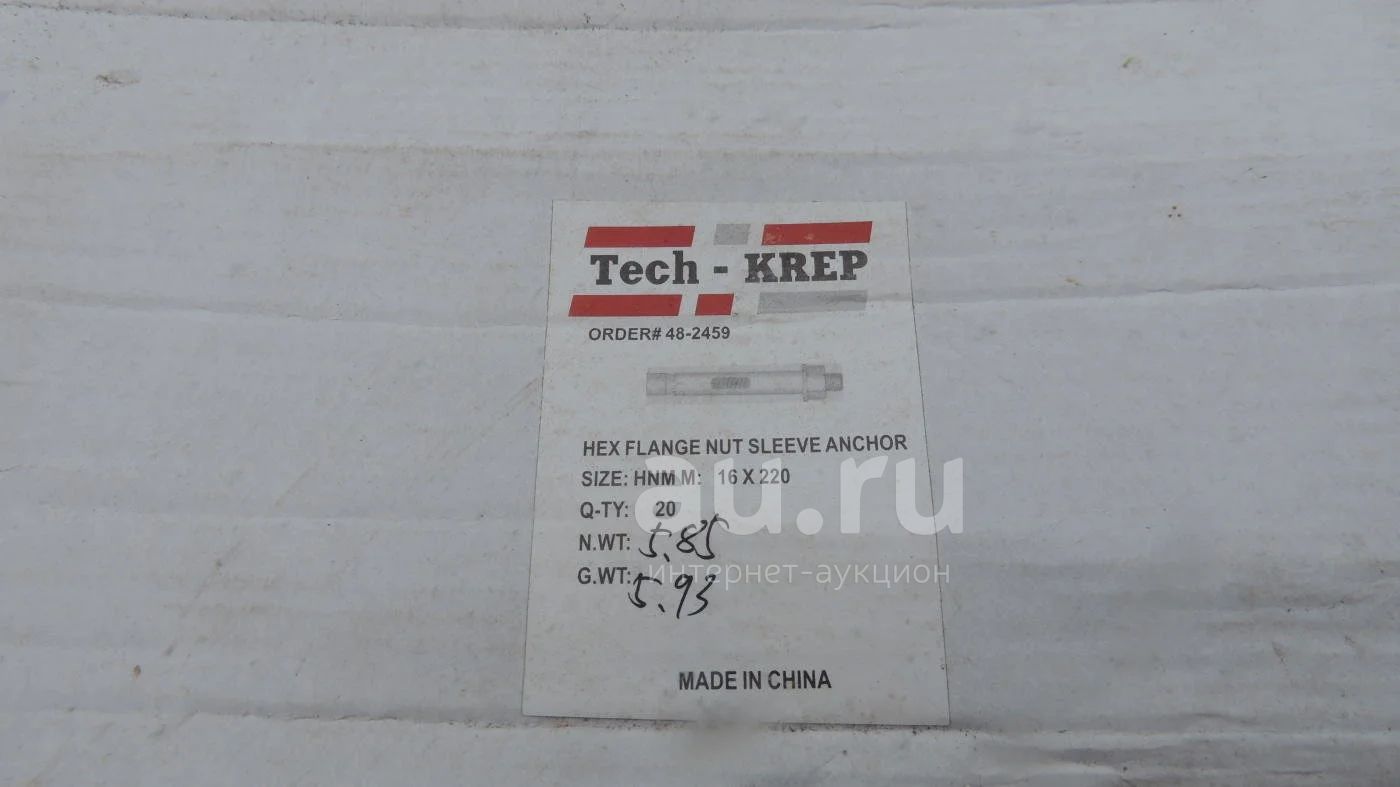 Tech - KREP
ORDER# 48-2459
HEX FLANGE NUT SLEEVE ANCHOR
SIZE: HNM M: 16 X 220
Q-TY: 20
N.WT: 5.85
G.WT: 5.93
MADE IN CHINA
au.ru
интернет-аукцион